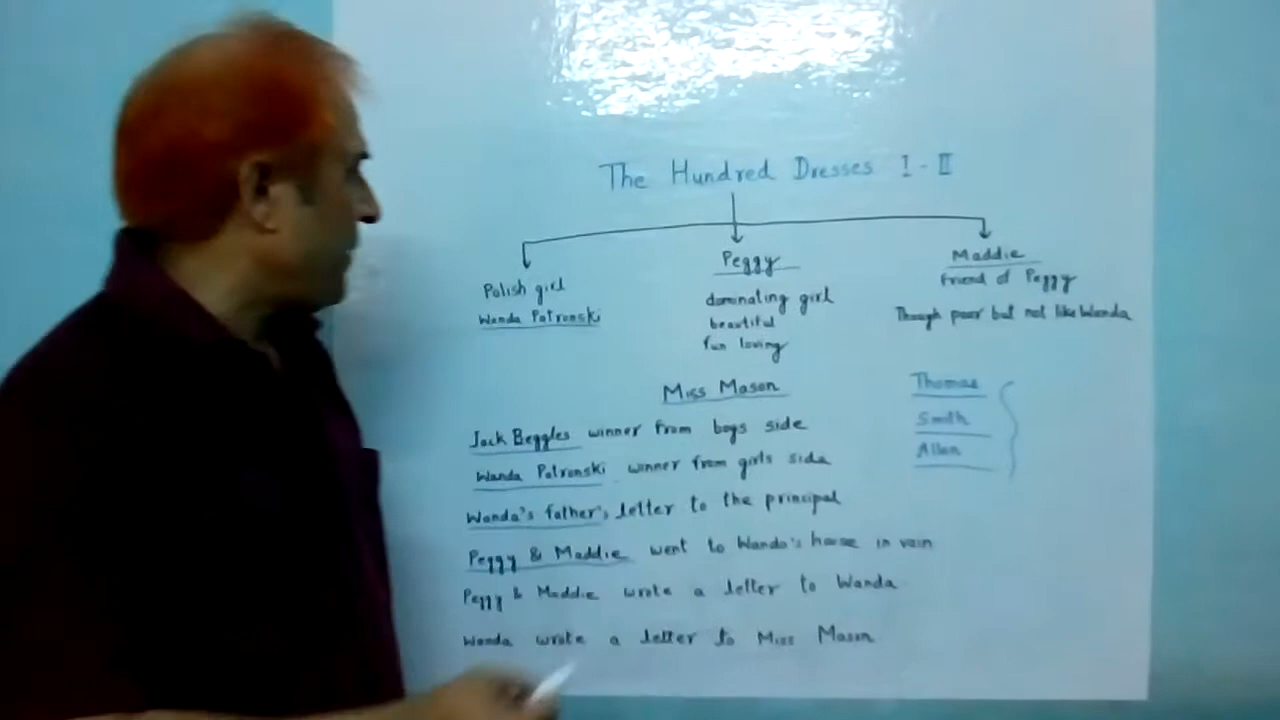 The Hundred Dresses I - II
Polish girl
Wanda Patronski
Peggy
dominating girl
beautiful
fun loving
Maddie
Friend of Peggy
Though poor but not like Wanda
Miss Mason
Thomas
Smith
Allan
Jack Beggles winner from boys side
Wanda Patronski winner from girls side
Wanda's father's letter to the principal
Peggy & Maddie went to Wanda's house in vain
Peggy & Maddie wrote a letter to Wanda
Wanda wrote a letter to Miss Mason